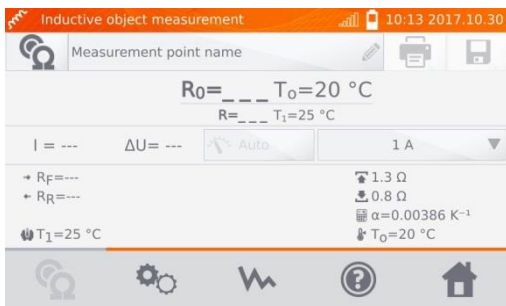 Inductive object measurement 10:13 2017.10.30
Measurement point name
R₀=_ _ _ T₀=20 °C
R=_ _ _ T₁=25 °C
I = --- ΔU= --- Auto 1 A
RF=---
RR=---
T₁=25 °C
1.3 Ω
0.8 Ω
α=0.00386 K⁻¹
T₀=20 °C